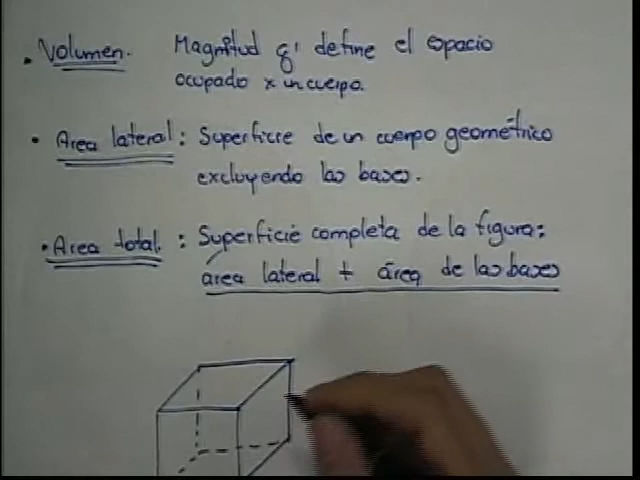 • Volumen. Magnitud q' define el espacio
ocupado x un cuerpo.
• Area lateral: Superficie de un cuerpo geométrico
excluyendo las bases.
• Area total: Superficie completa de la figura:
área lateral + área de las bases